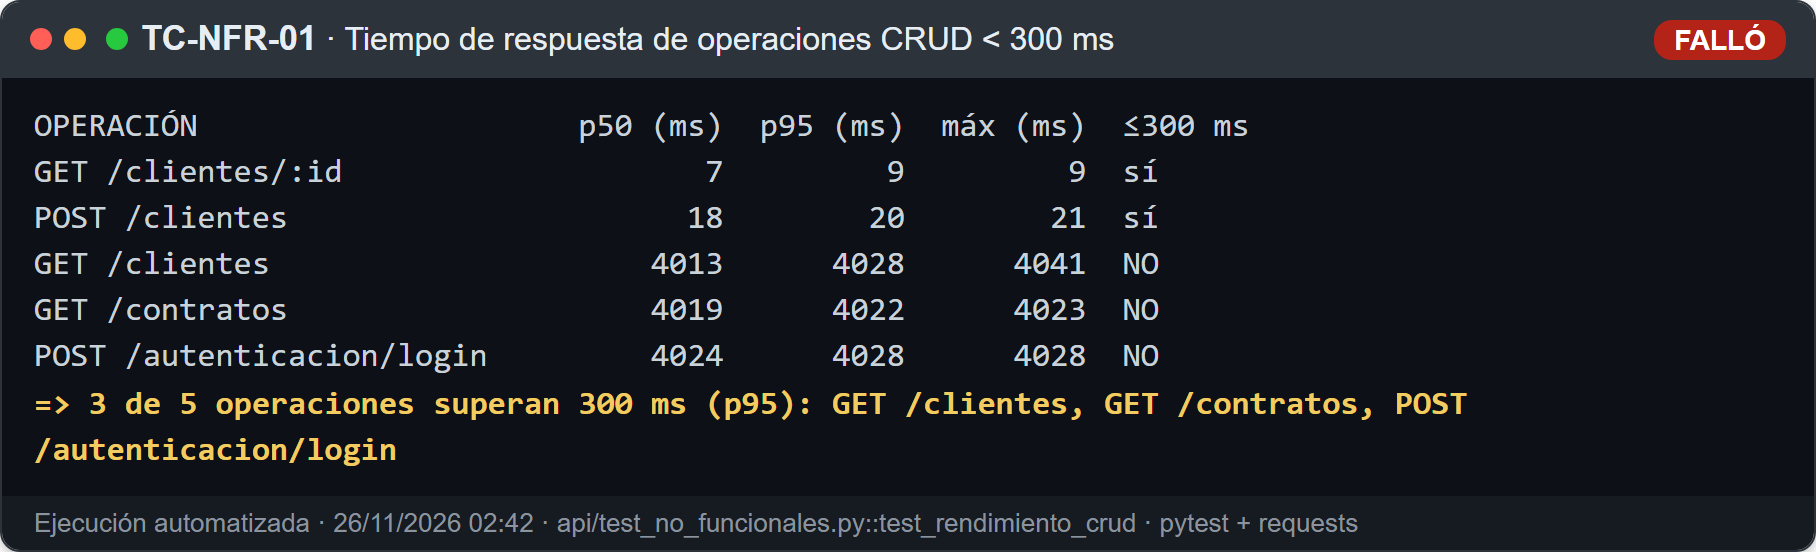 TC-NFR-01 · Tiempo de respuesta de operaciones CRUD < 300 ms FALLÓ
OPERACIÓN p50 (ms) p95 (ms) máx (ms) ≤300 ms
GET /clientes/:id 7 9 9 sí
POST /clientes 18 20 21 sí
GET /clientes 4013 4028 4041 NO
GET /contratos 4019 4022 4023 NO
POST /autenticacion/login 4024 4028 4028 NO
=> 3 de 5 operaciones superan 300 ms (p95): GET /clientes, GET /contratos, POST
/autenticacion/login
Ejecución automatizada · 26/11/2026 02:42 · api/test_no_funcionales.py::test_rendimiento_crud · pytest + requests